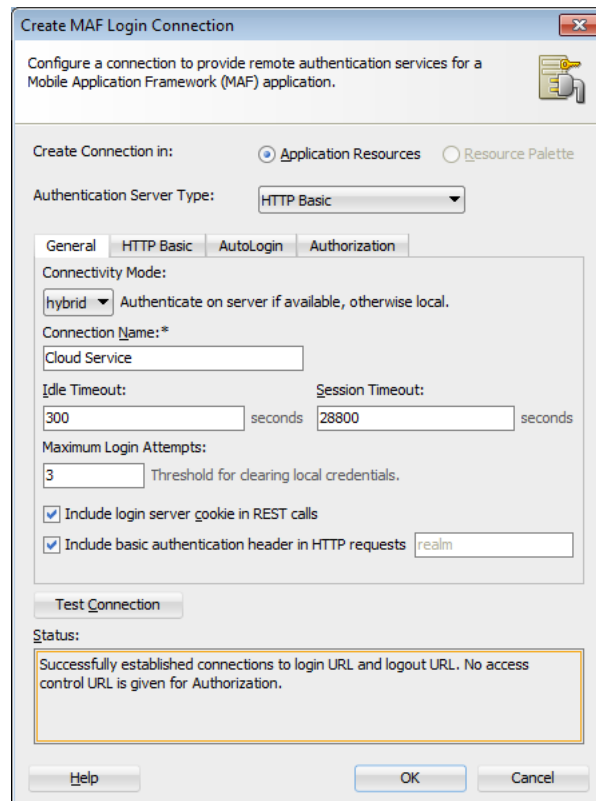 Create MAF Login Connection
Configure a connection to provide remote authentication services for a
Mobile Application Framework (MAF) application.
Create Connection in: Application Resources Resource Palette
Authentication Server Type: HTTP Basic
General HTTP Basic AutoLogin Authorization
Connectivity Mode:
hybrid Authenticate on server if available, otherwise local.
Connection Name:*
Cloud Service
Idle Timeout: Session Timeout:
300 seconds 28800 seconds
Maximum Login Attempts:
3 Threshold for clearing local credentials.
Include login server cookie in REST calls
Include basic authentication header in HTTP requests realm
Test Connection
Status:
Successfully established connections to login URL and logout URL. No access
control URL is given for Authorization.
Help OK Cancel